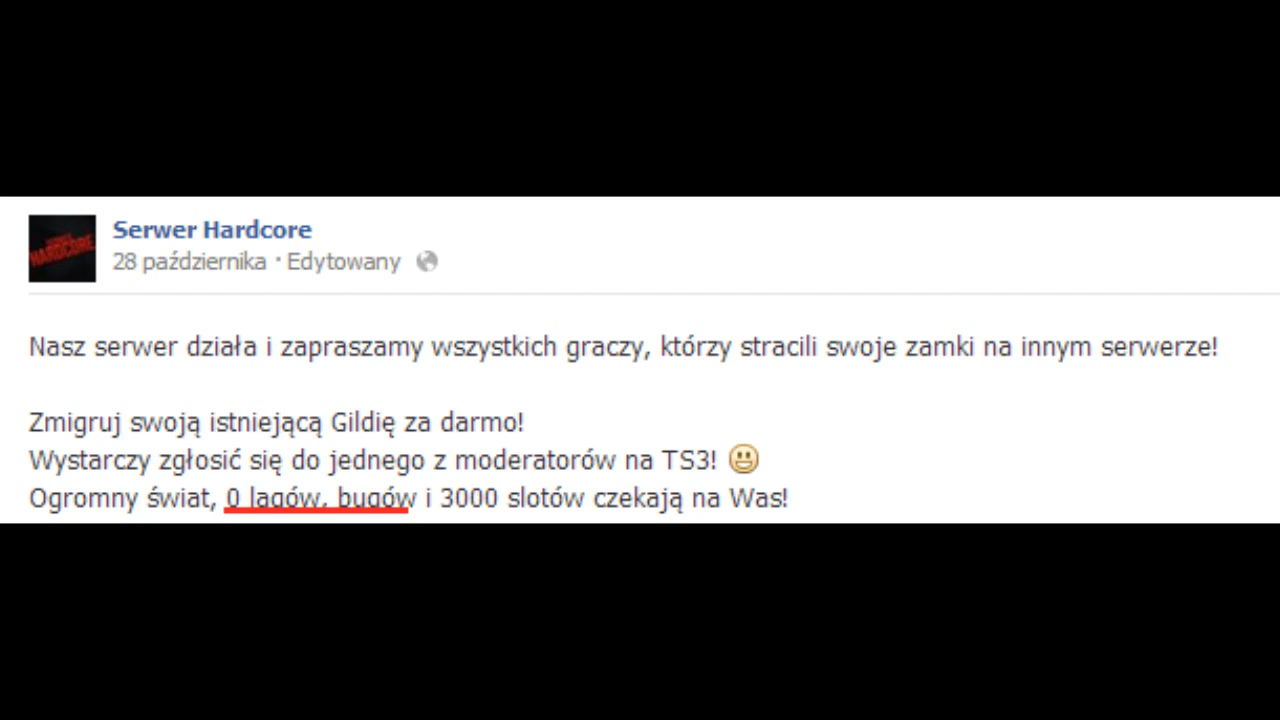 HARDCORE
Serwer Hardcore
28 października · Edytowany
Nasz serwer działa i zapraszamy wszystkich graczy, którzy stracili swoje zamki na innym serwerze!
Zmigruj swoją istniejącą Gildię za darmo!
Wystarczy zgłosić się do jednego z moderatorów na TS3! 😃
Ogromny świat, 0 lagów, bugów i 3000 slotów czekają na Was!